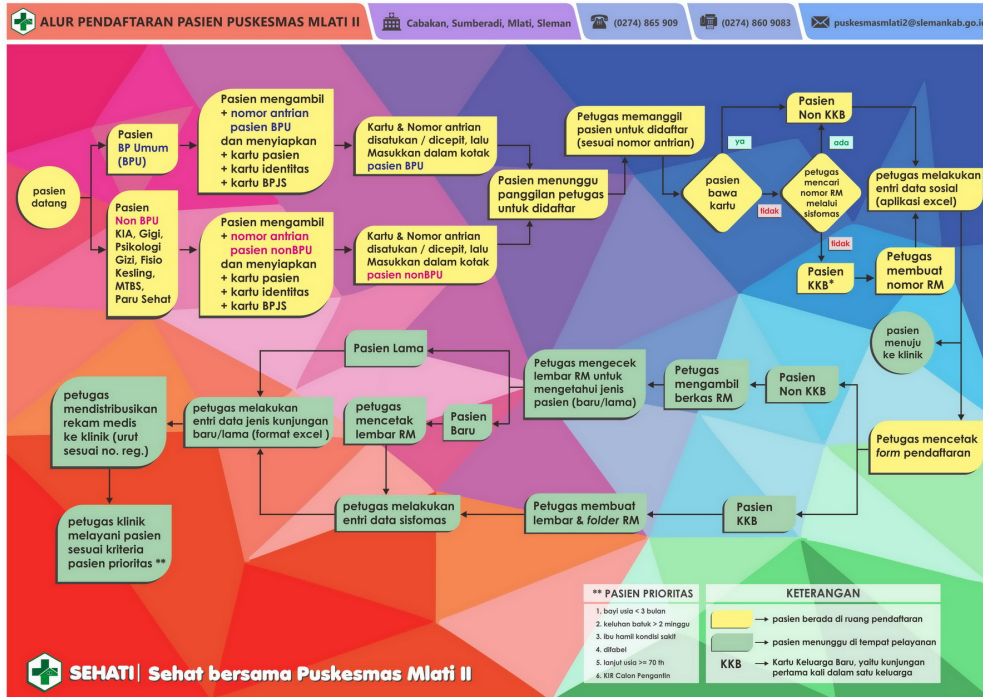 ALUR PENDAFTARAN PASIEN PUSKESMAS MLATI II
Cabakan, Sumberadi, Mlati, Sleman
(0274) 865 909
(0274) 860 9083
puskesmasmlati2@slemankab.go.id
pasien
datang
Pasien
BP Umum
(BPU)
Pasien
Non BPU
KIA, Gigi,
Psikologi
Gizi, Fisio
Kesling,
MTBS,
Paru Sehat
Pasien mengambil
+ nomor antrian
pasien BPU
dan menyiapkan
+ kartu pasien
+ kartu identitas
+ kartu BPJS
Pasien mengambil
+ nomor antrian
pasien nonBPU
dan menyiapkan
+ kartu pasien
+ kartu identitas
+ kartu BPJS
Kartu & Nomor antrian
disatukan / dicepit, lalu
Masukkan dalam kotak
pasien BPU
Kartu & Nomor antrian
disatukan / dicepit, lalu
Masukkan dalam kotak
pasien nonBPU
Pasien menunggu
panggilan petugas
untuk didaftar
Petugas memanggil
pasien untuk didaftar
(sesuai nomor antrian)
pasien
bawa
kartu
ya
tidak
petugas
mencari
nomor RM
melalui
sisfomas
ada
tidak
Pasien
Non KKB
Pasien
KKB*
Petugas
membuat
nomor RM
petugas melakukan
entri data sosial
(aplikasi excel)
pasien
menuju
ke klinik
Petugas mencetak
form pendaftaran
Pasien
Non KKB
Petugas
mengambil
berkas RM
Petugas mengecek
lembar RM untuk
mengetahui jenis
pasien (baru/lama)
Pasien Lama
Pasien
Baru
petugas
mencetak
lembar RM
petugas melakukan
entri data jenis kunjungan
baru/lama (format excel )
Pasien
KKB
Petugas membuat
lembar & folder RM
petugas melakukan
entri data sisfomas
petugas
mendistribusikan
rekam medis
ke klinik (urut
sesuai no. reg.)
petugas klinik
melayani pasien
sesuai kriteria
pasien prioritas **
** PASIEN PRIORITAS
1. bayi usia < 3 bulan
2. keluhan batuk > 2 minggu
3. ibu hamil kondisi sakit
4. difabel
5. lanjut usia >= 70 th
6. KIR Calon Pengantin
KETERANGAN
pasien berada di ruang pendaftaran
pasien menunggu di tempat pelayanan
KKB
Kartu Keluarga Baru, yaitu kunjungan
pertama kali dalam satu keluarga
SEHATI | Sehat bersama Puskesmas Mlati II